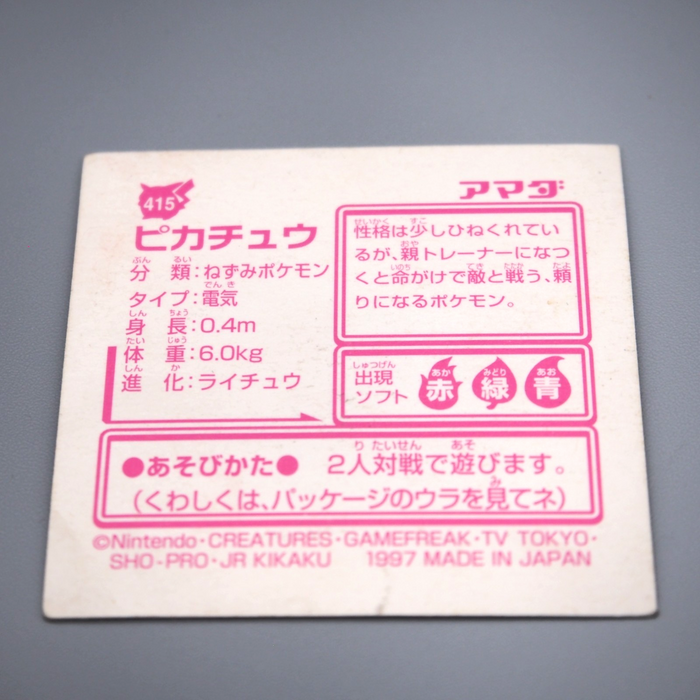 415
アマダ
ピカチュウ
分類：ねずみポケモン
タイプ：電気
身長：0.4m
体重：6.0kg
進化：ライチュウ
性格は少しひねくれてい
るが、親トレーナーになつ
くと命がけで敵と戦う、頼
りになるポケモン。
出現
ソフト
赤 緑 青
●あそびかた● 2人対戦で遊びます。
（くわしくは、パッケージのウラを見てネ）
©Nintendo・CREATURES・GAMEFREAK・TV TOKYO・
SHO-PRO・JR KIKAKU 1997 MADE IN JAPAN